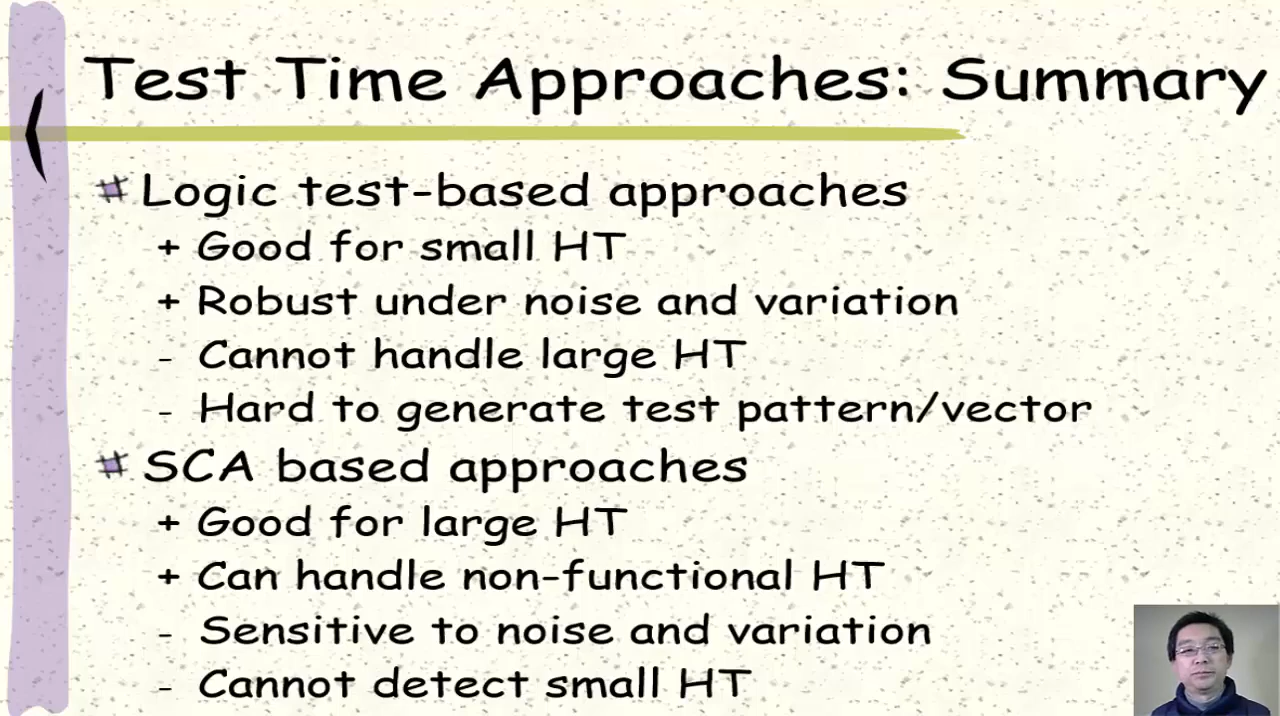 Test Time Approaches: Summary
Logic test-based approaches
+ Good for small HT
+ Robust under noise and variation
- Cannot handle large HT
- Hard to generate test pattern/vector
SCA based approaches
+ Good for large HT
+ Can handle non-functional HT
- Sensitive to noise and variation
- Cannot detect small HT